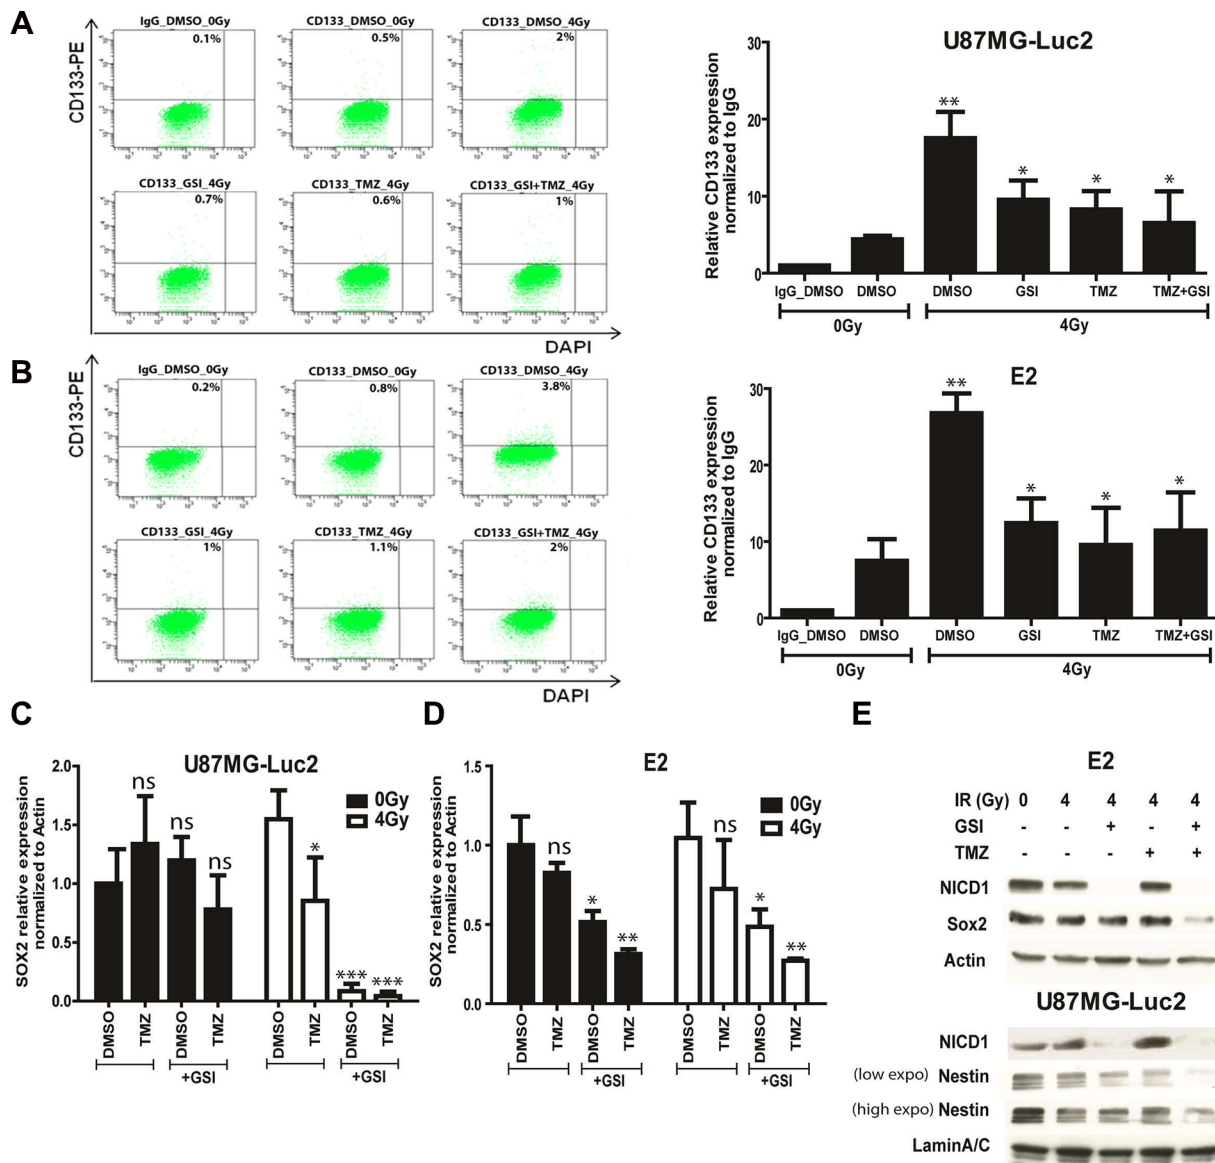 A
IgG_DMSO_0Gy
0.1%
CD133_DMSO_0Gy
0.5%
CD133_DMSO_4Gy
2%
CD133-PE
CD133_GSI_4Gy
0.7%
CD133_TMZ_4Gy
0.6%
CD133_GSI+TMZ_4Gy
1%
DAPI
U87MG-Luc2
Relative CD133 expression
normalized to IgG
30
20
10
0
** * * *
IgG_DMSO DMSO DMSO GSI TMZ TMZ+GSI
0Gy 4Gy
B
IgG_DMSO_0Gy
0.2%
CD133_DMSO_0Gy
0.8%
CD133_DMSO_4Gy
3.8%
CD133-PE
CD133_GSI_4Gy
1%
CD133_TMZ_4Gy
1.1%
CD133_GSI+TMZ_4Gy
2%
DAPI
E2
Relative CD133 expression
normalized to IgG
30
20
10
0
** * * *
IgG_DMSO DMSO DMSO GSI TMZ TMZ+GSI
0Gy 4Gy
C
U87MG-Luc2
SOX2 relative expression
normalized to Actin
2.0
1.5
1.0
0.5
0.0
ns ns ns * *** ***
0Gy
4Gy
DMSO TMZ DMSO TMZ DMSO TMZ DMSO TMZ
+GSI +GSI
D
E2
SOX2 relative expression
normalized to Actin
1.5
1.0
0.5
0.0
ns * ** ns * **
0Gy
4Gy
DMSO TMZ DMSO TMZ DMSO TMZ DMSO TMZ
+GSI +GSI
E
E2
IR (Gy) 0 4 4 4 4
GSI - - + - +
TMZ - - - + +
NICD1
Sox2
Actin
U87MG-Luc2
NICD1
(low expo) Nestin
(high expo) Nestin
LaminA/C